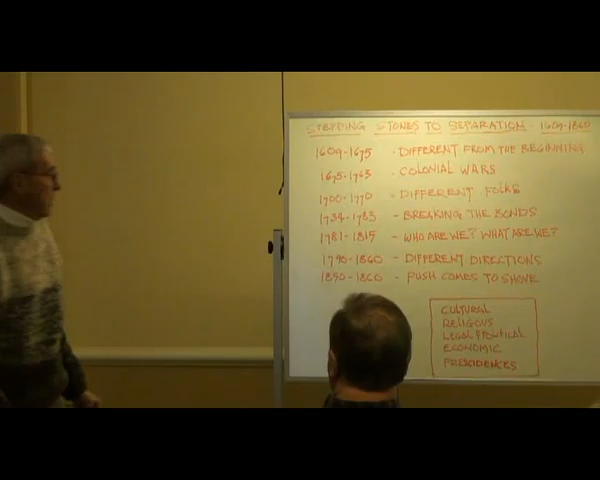 STEPPING STONES TO SEPARATION - 1609-1860
1609-1675 - DIFFERENT FROM THE BEGINNING
1675-1763 - COLONIAL WARS
1700-1770 - DIFFERENT FOLKS
1734-1783 - BREAKING THE BONDS
1781-1815 - WHO ARE WE? WHAT ARE WE?
1790-1860 - DIFFERENT DIRECTIONS
1850-1860 - PUSH COMES TO SHOVE
CULTURAL
RELIGIOUS
LEGAL/POLITICAL
ECONOMIC
PRESIDENCES